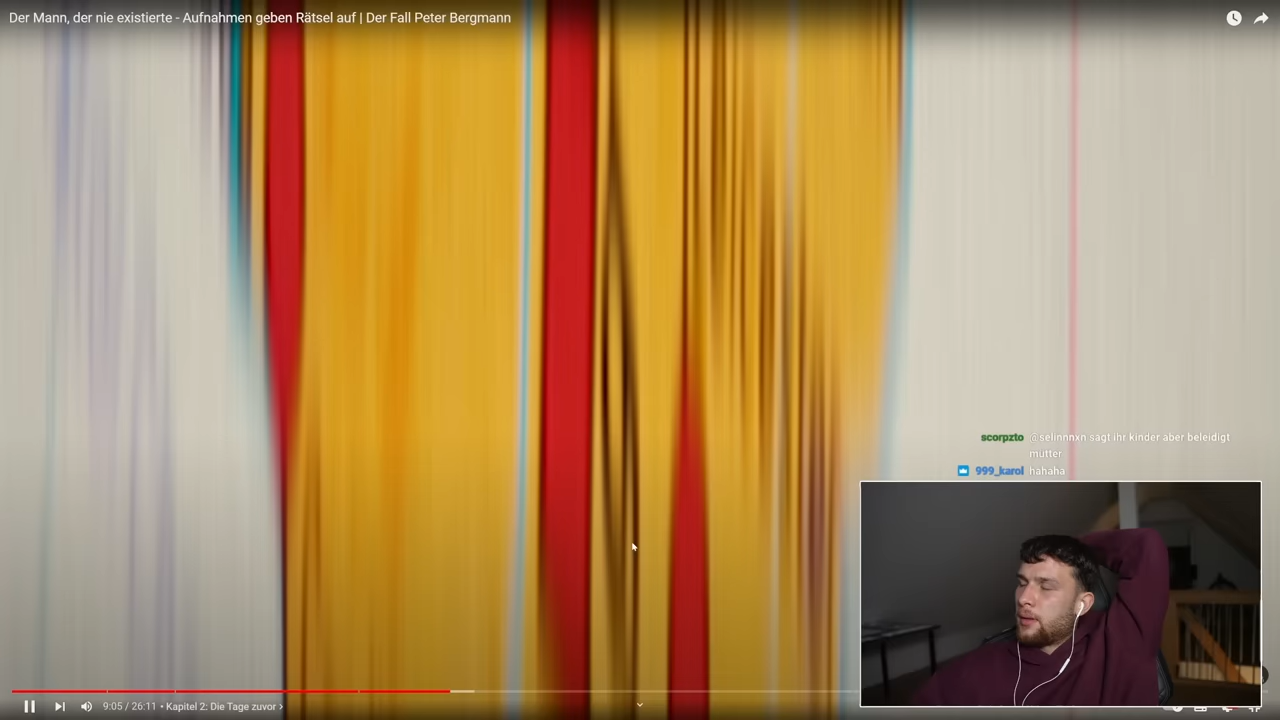 Der Mann, der nie existierte - Aufnahmen geben Rätsel auf | Der Fall Peter Bergmann
scorpzto @selinnnxn sagt ihr kinder aber beleidigt
mutter
999_karol hahaha
9:05 / 26:11 • Kapitel 2: Die Tage zuvor